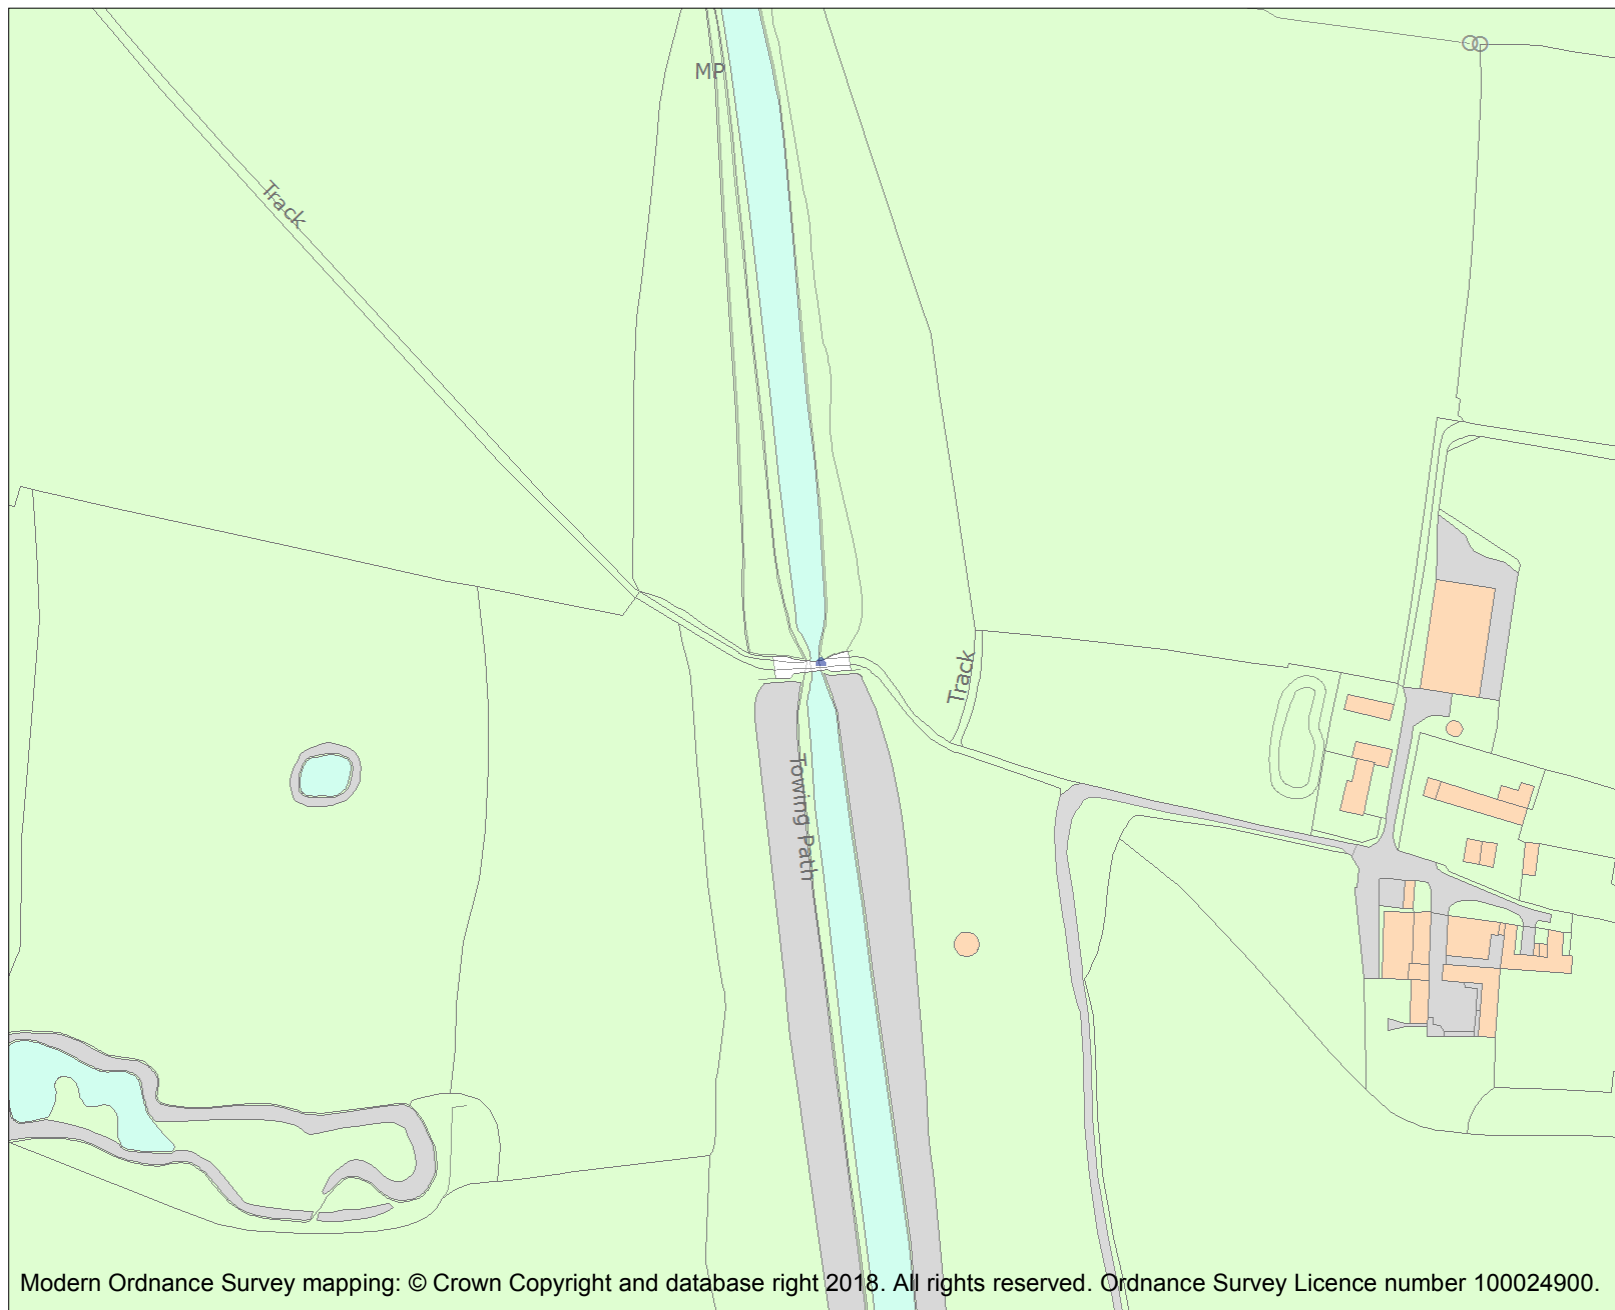 MP
Track
Track
Towing Path
Modern Ordnance Survey mapping: © Crown Copyright and database right 2018. All rights reserved. Ordnance Survey Licence number 100024900.